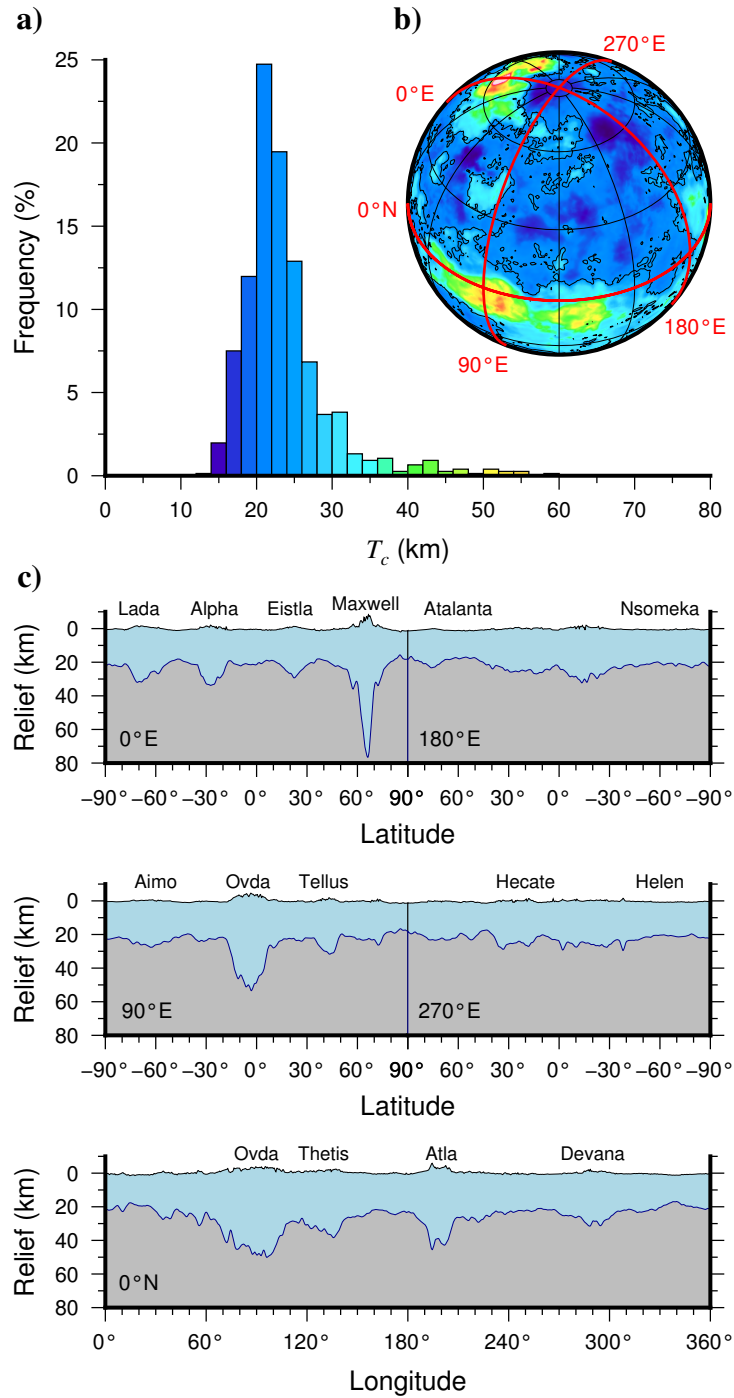 a)
b)
25
20
15
10
5
0
Frequency (%)
0 10 20 30 40 50 60 70 80
T_c (km)
270°E
0°E
0°N
180°E
90°E
c)
Lada Alpha Eistla Maxwell Atalanta Nsomeka
0
20
40
60
80
Relief (km)
0°E 180°E
−90° −60° −30° 0° 30° 60° 90° 60° 30° 0° −30° −60° −90°
Latitude
Aimo Ovda Tellus Hecate Helen
0
20
40
60
80
Relief (km)
90°E 270°E
−90° −60° −30° 0° 30° 60° 90° 60° 30° 0° −30° −60° −90°
Latitude
Ovda Thetis Atla Devana
0
20
40
60
80
Relief (km)
0°N
0° 60° 120° 180° 240° 300° 360°
Longitude